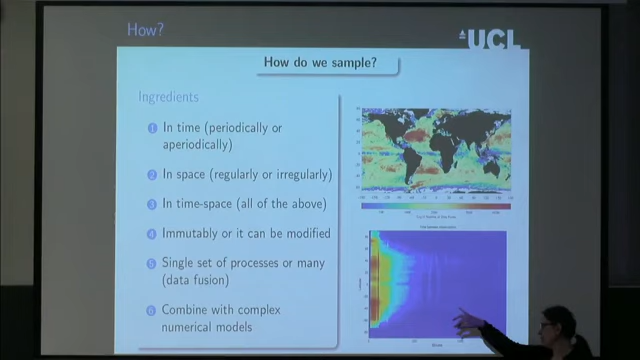 How?
UCL
How do we sample?
Ingredients
1 In time (periodically or
aperiodically)
2 In space (regularly or irregularly)
3 In time-space (all of the above)
4 Immutably or it can be modified
5 Single set of processes or many
(data fusion)
6 Combine with complex
numerical models